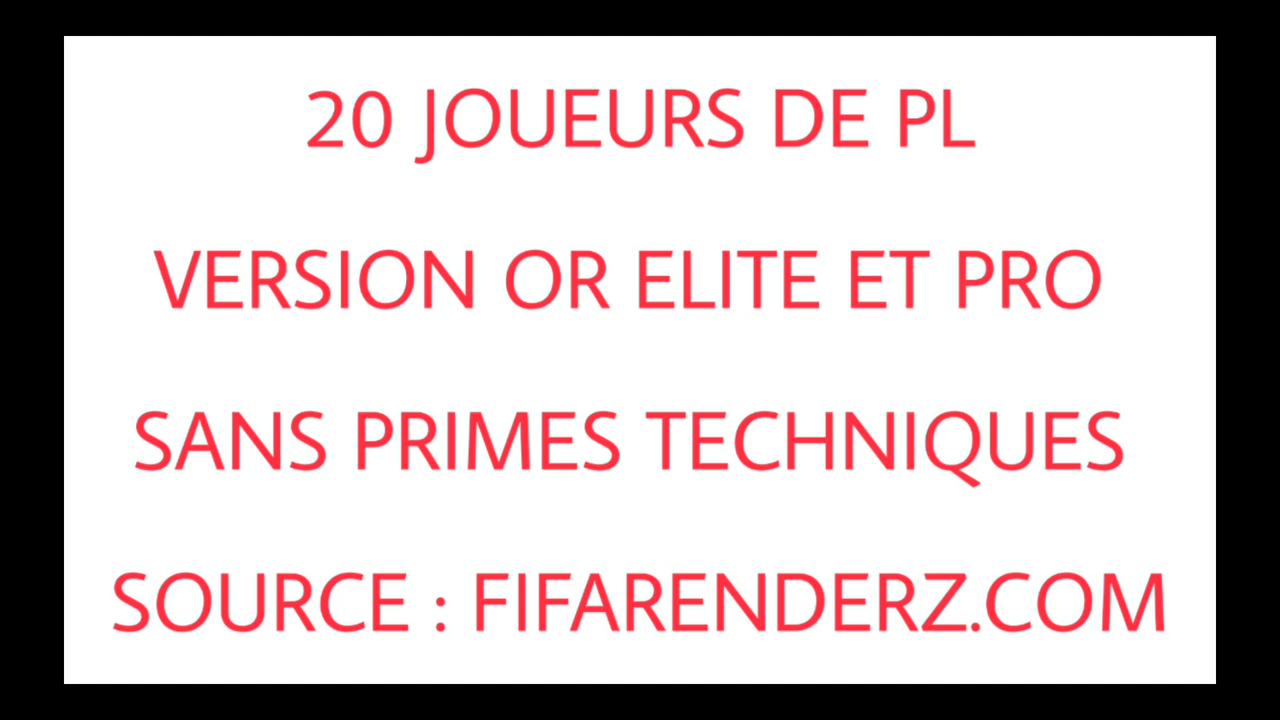 20 JOUEURS DE PL
VERSION OR ELITE ET PRO
SANS PRIMES TECHNIQUES
SOURCE : FIFARENDERZ.COM